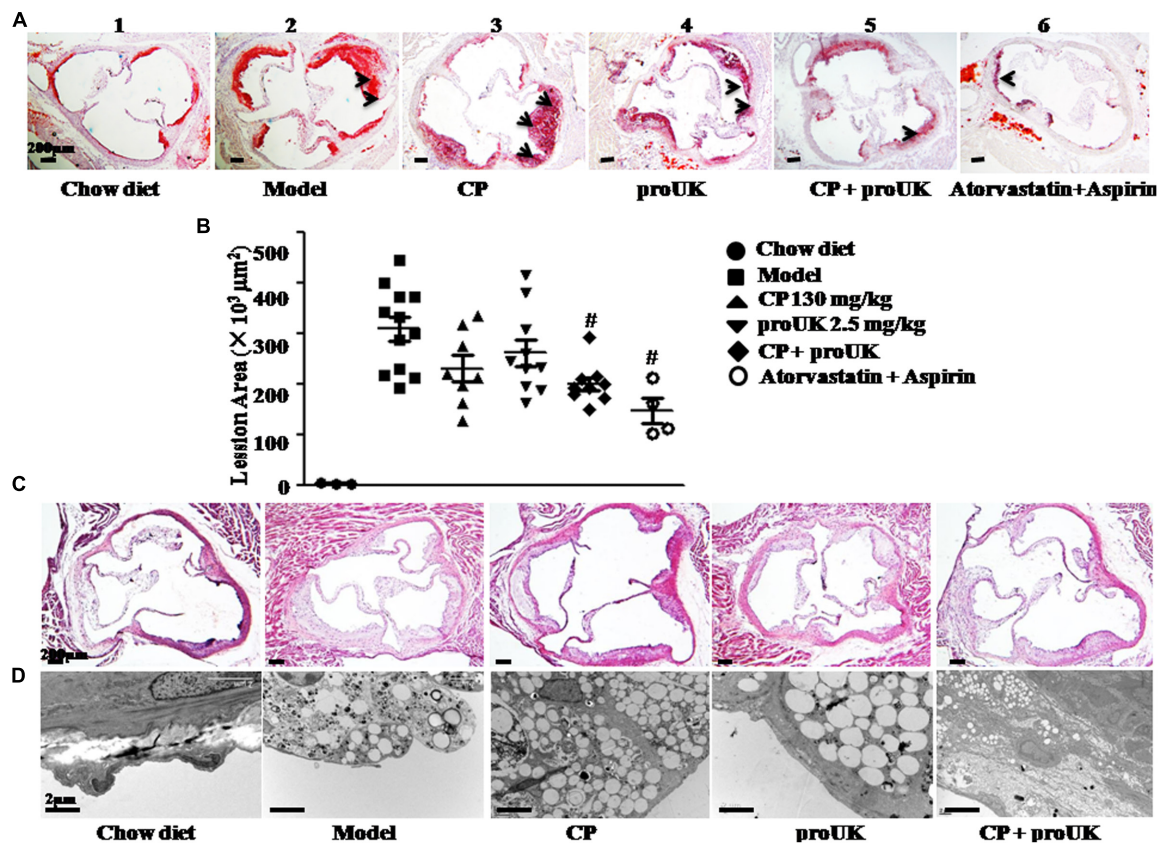 A
1 2 3 4 5 6
200μm
Chow diet Model CP proUK CP + proUK Atorvastatin+Aspirin
B
Lession Area (× 10³ μm²)
500
400
300
200
100
0
# #
Chow diet
Model
CP 130 mg/kg
proUK 2.5 mg/kg
CP + proUK
Atorvastatin + Aspirin
C
200μm
D
2μm
Chow diet Model CP proUK CP + proUK